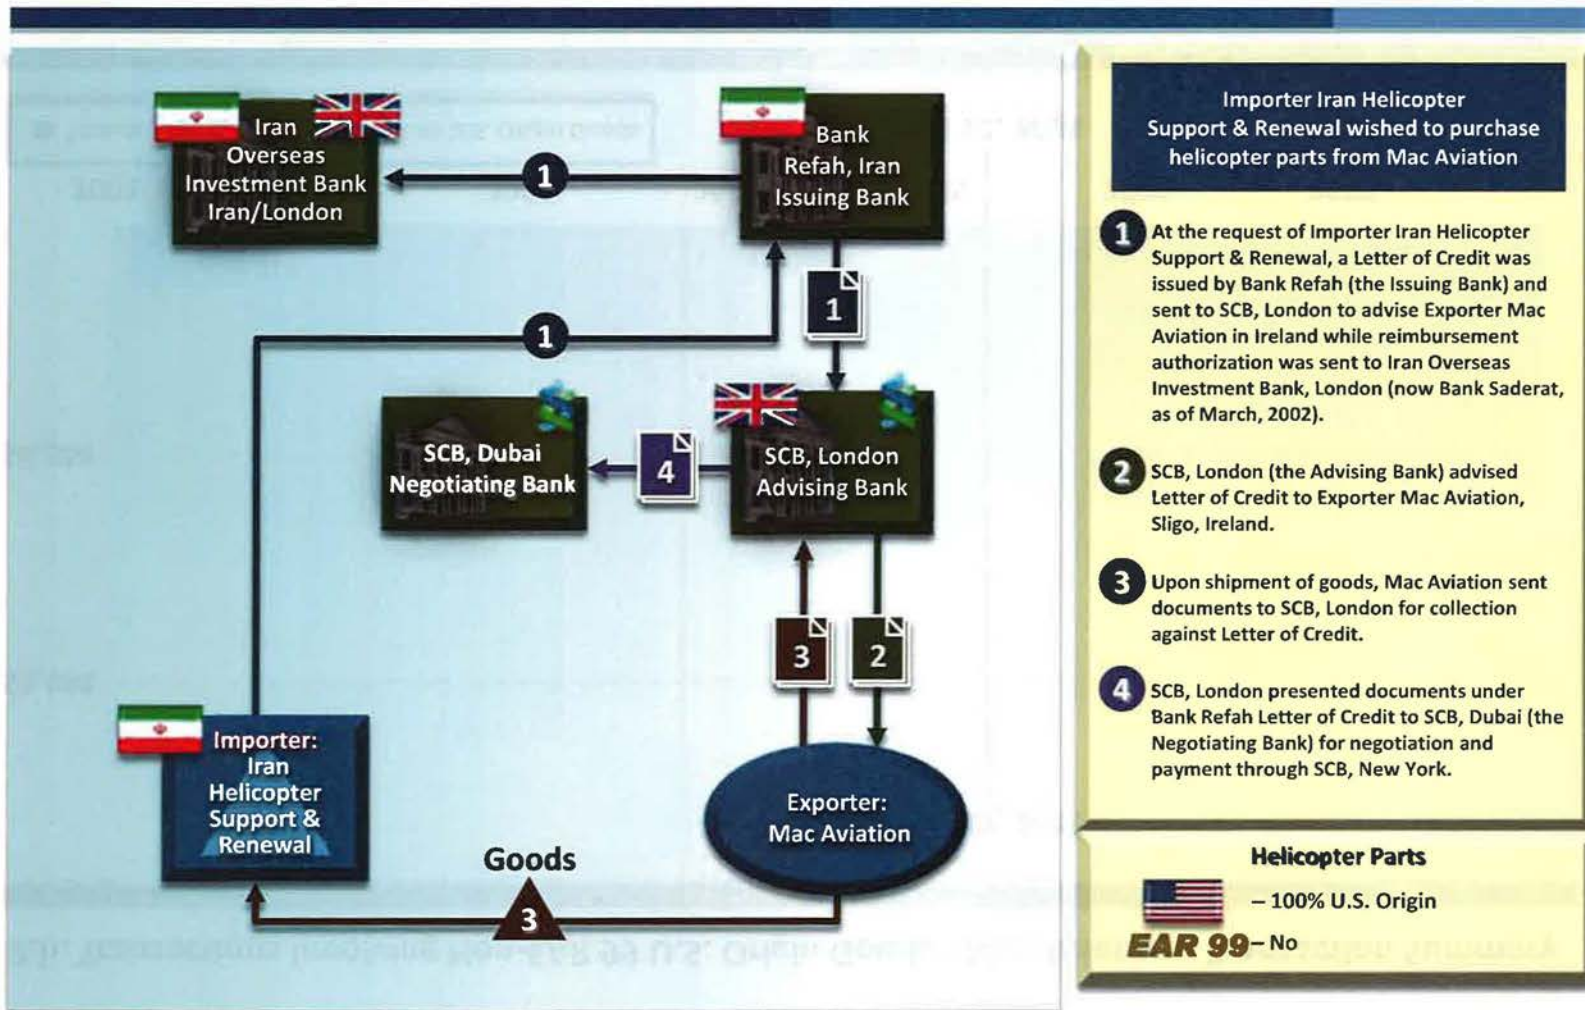 Iran
Overseas
Investment Bank
Iran/London
1
Bank
Refah, Iran
Issuing Bank
1
1
SCB, Dubai
Negotiating Bank
4
SCB, London
Advising Bank
3
2
Importer:
Iran
Helicopter
Support &
Renewal
Exporter:
Mac Aviation
Goods
3
Importer Iran Helicopter
Support & Renewal wished to purchase
helicopter parts from Mac Aviation
1 At the request of Importer Iran Helicopter
Support & Renewal, a Letter of Credit was
issued by Bank Refah (the Issuing Bank) and
sent to SCB, London to advise Exporter Mac
Aviation in Ireland while reimbursement
authorization was sent to Iran Overseas
Investment Bank, London (now Bank Saderat,
as of March, 2002).
2 SCB, London (the Advising Bank) advised
Letter of Credit to Exporter Mac Aviation,
Sligo, Ireland.
3 Upon shipment of goods, Mac Aviation sent
documents to SCB, London for collection
against Letter of Credit.
4 SCB, London presented documents under
Bank Refah Letter of Credit to SCB, Dubai (the
Negotiating Bank) for negotiation and
payment through SCB, New York.
Helicopter Parts
– 100% U.S. Origin
EAR 99 – No